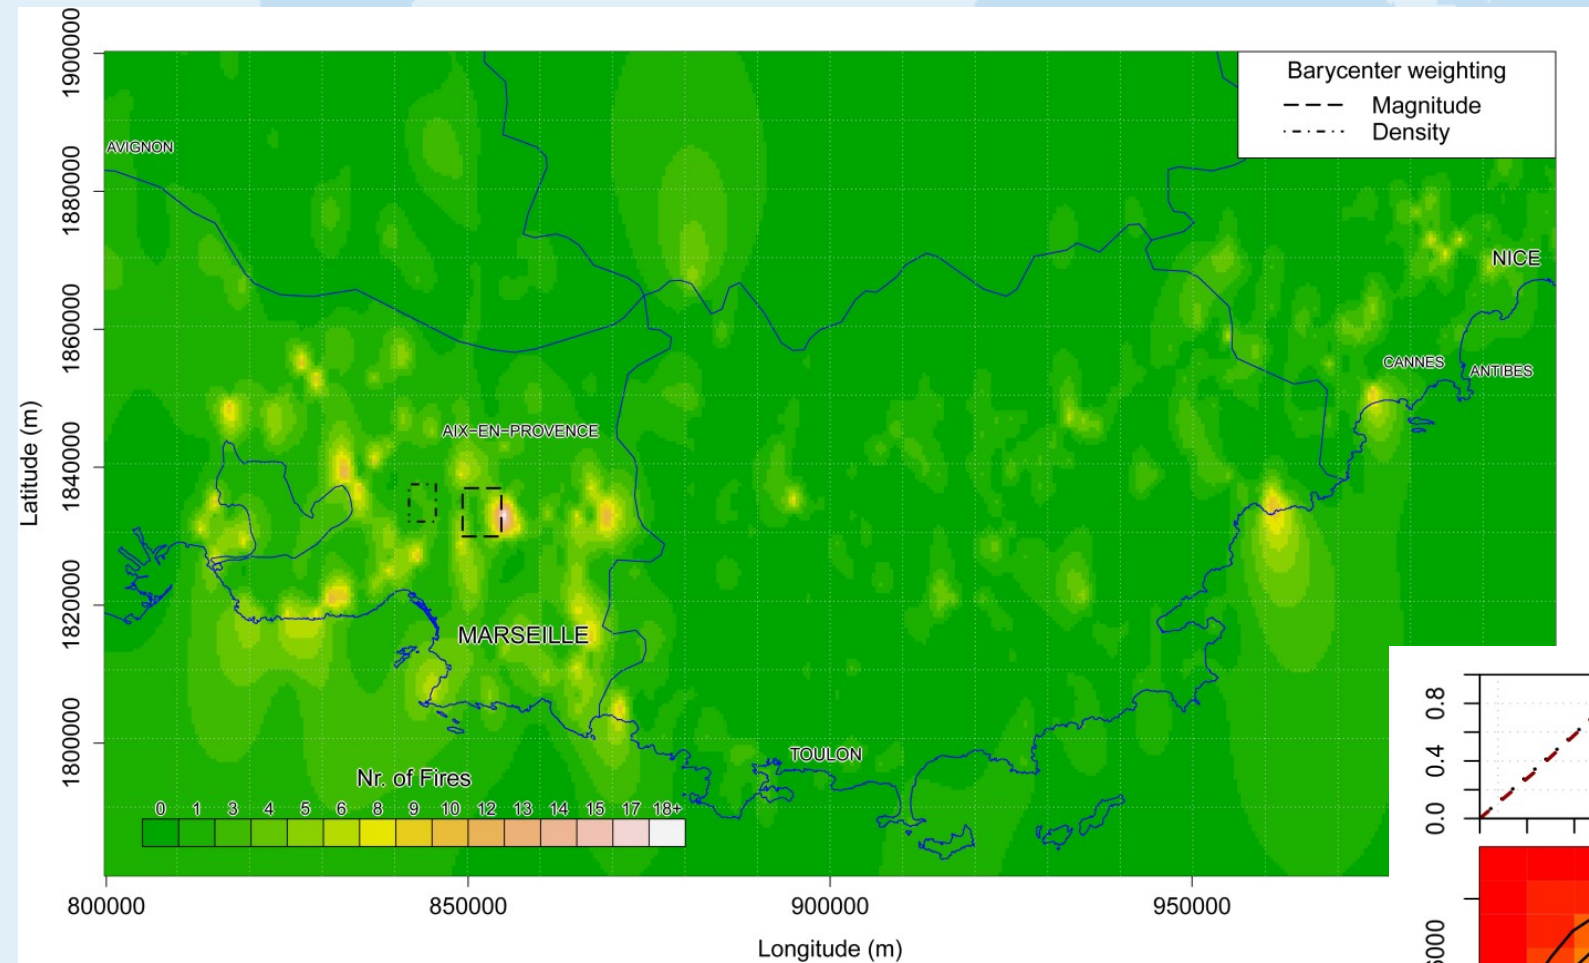 Barycenter weighting
Magnitude
Density
AVIGNON
NICE
CANNES
ANTIBES
AIX-EN-PROVENCE
MARSEILLE
TOULON
Nr. of Fires
0 1 3 4 5 6 8 9 10 12 13 14 15 17 18+
1900000
1880000
1860000
1840000
1820000
1800000
Latitude (m)
800000 850000 900000 950000
Longitude (m)
0.8
0.4
0.0